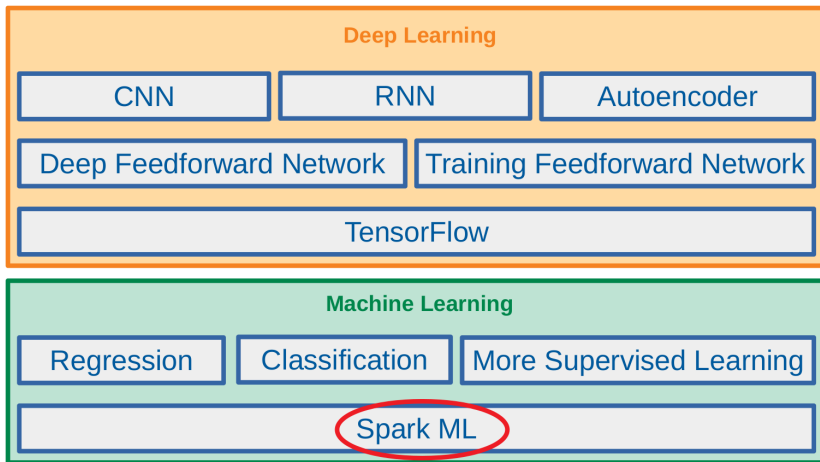 Deep Learning
CNN RNN Autoencoder
Deep Feedforward Network Training Feedforward Network
TensorFlow
Machine Learning
Regression Classification More Supervised Learning
Spark ML